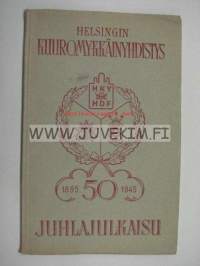 HELSINGIN
KUUROMYKKÄINYHDISTYS
HKY
HDF
WWW.JUVEKIM.FI
1895 50 1945
JUHLAJULKAISU